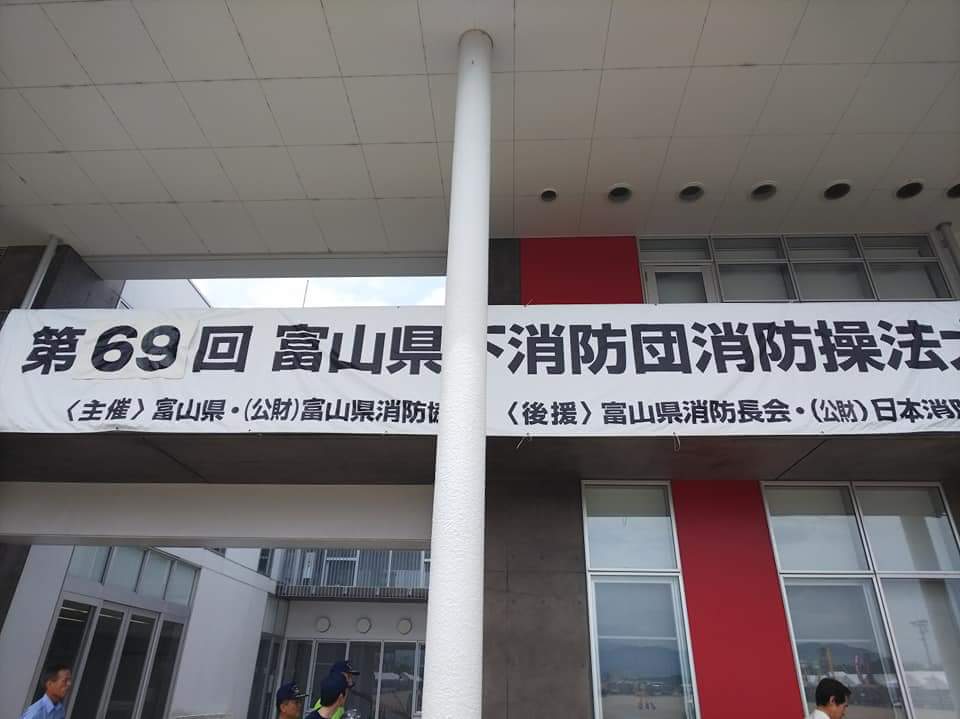 第69回 富山県下消防団消防操法
〈主催〉富山県・(公財)富山県消防協 〈後援〉富山県消防長会・(公財)日本消防